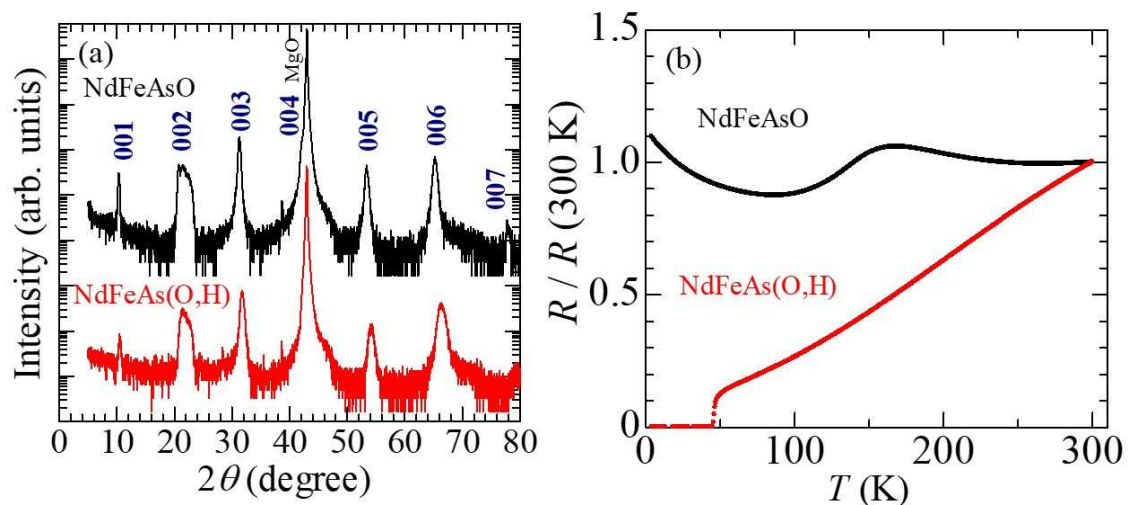 (a)
NdFeAsO
MgO
001
002
003
004
005
006
007
NdFeAs(O,H)
Intensity (arb. units)
0 10 20 30 40 50 60 70 80
2θ (degree)
(b)
NdFeAsO
NdFeAs(O,H)
R / R (300 K)
1.5
1.0
0.5
0
100 200 300
T (K)